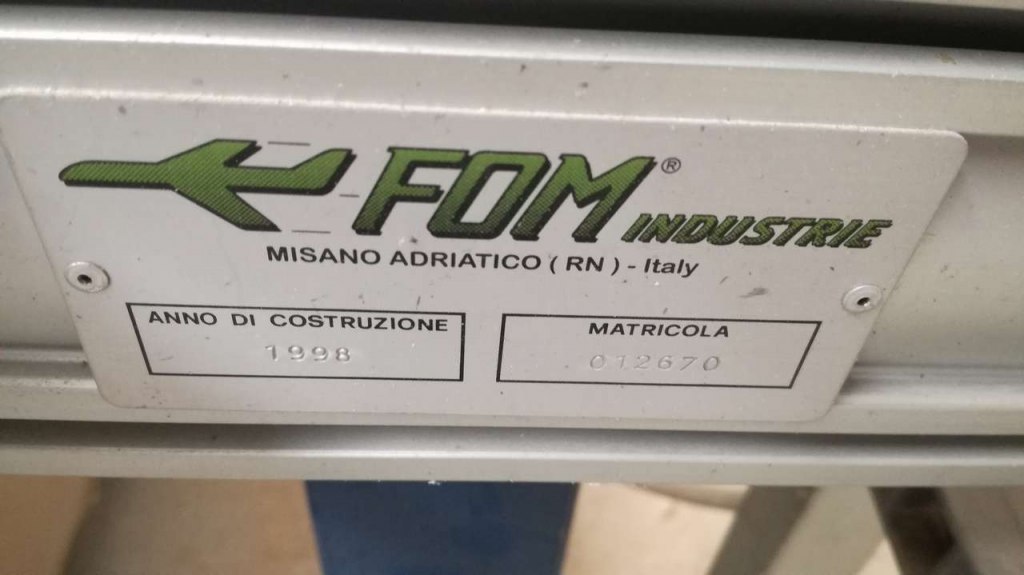 FOM INDUSTRIE ®
MISANO ADRIATICO ( RN ) - Italy
ANNO DI COSTRUZIONE
1998
MATRICOLA
012670